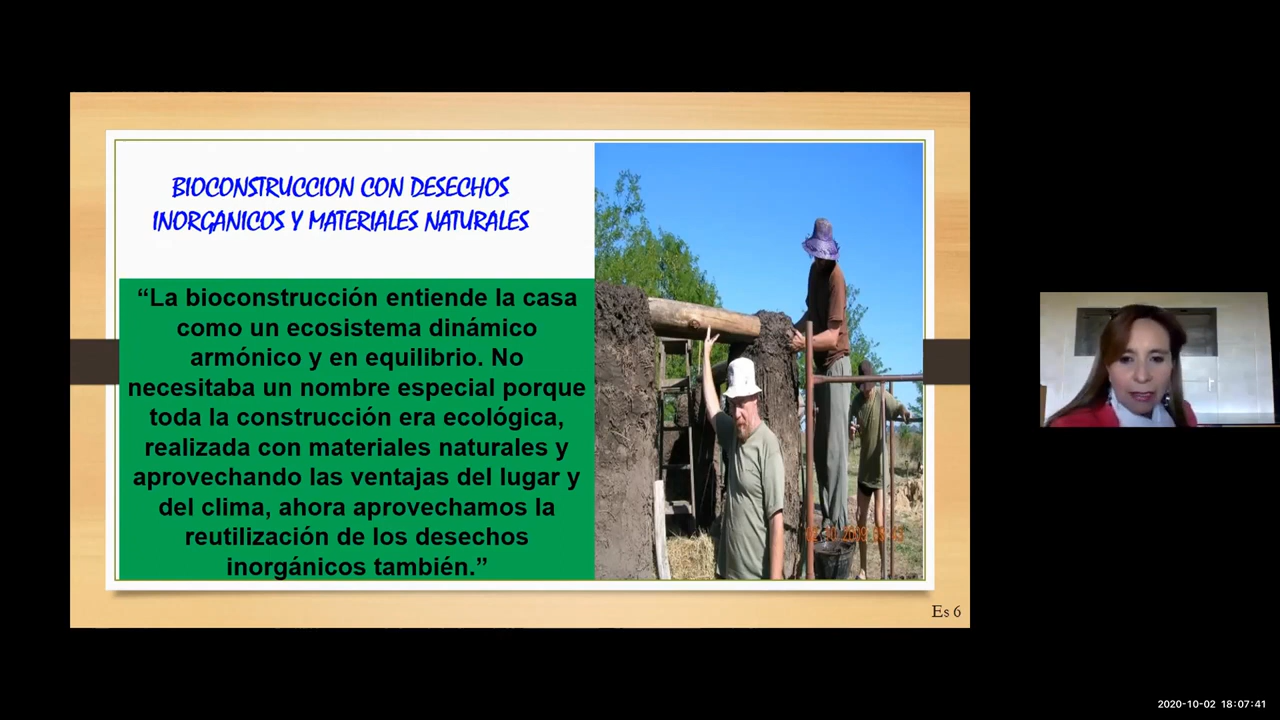 BIOCONSTRUCCION CON DESECHOS
INORGANICOS Y MATERIALES NATURALES
“La bioconstrucción entiende la casa
como un ecosistema dinámico
armónico y en equilibrio. No
necesitaba un nombre especial porque
toda la construcción era ecológica,
realizada con materiales naturales y
aprovechando las ventajas del lugar y
del clima, ahora aprovechamos la
reutilización de los desechos
inorgánicos también.”
Es 6
2020-10-02 18:07:41